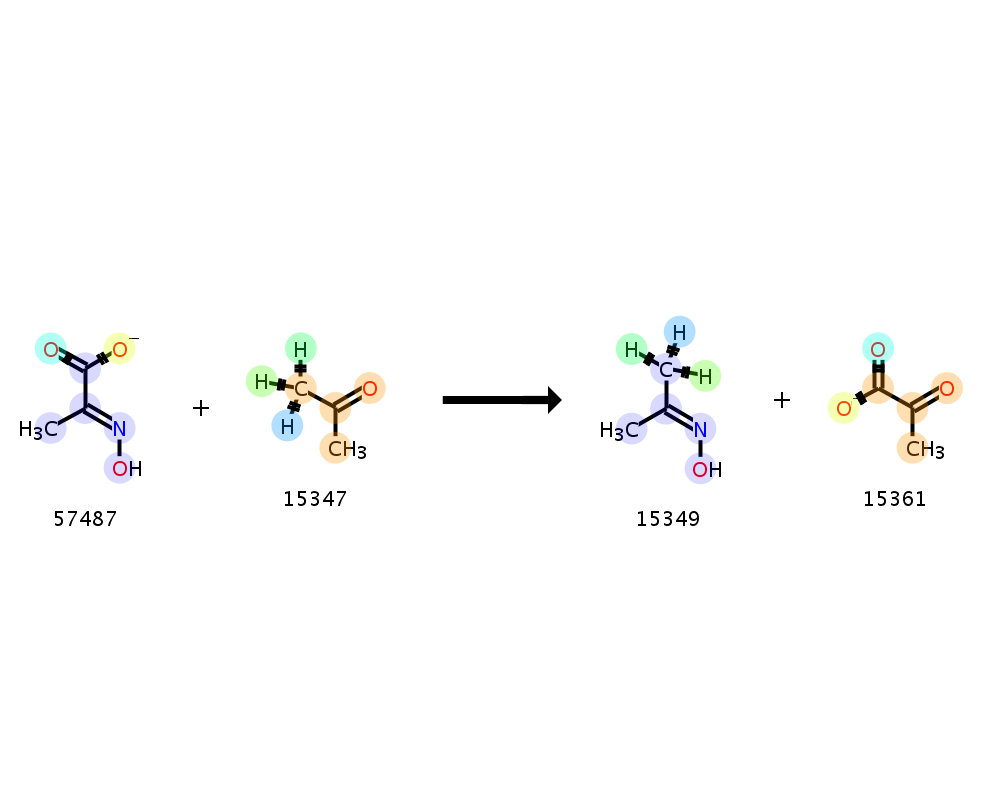 O O⁻
H₃C N
OH
57487
+
H
H C O
H CH₃
15347
H
H C H
H₃C N
OH
15349
+
O
O⁻ O
CH₃
15361